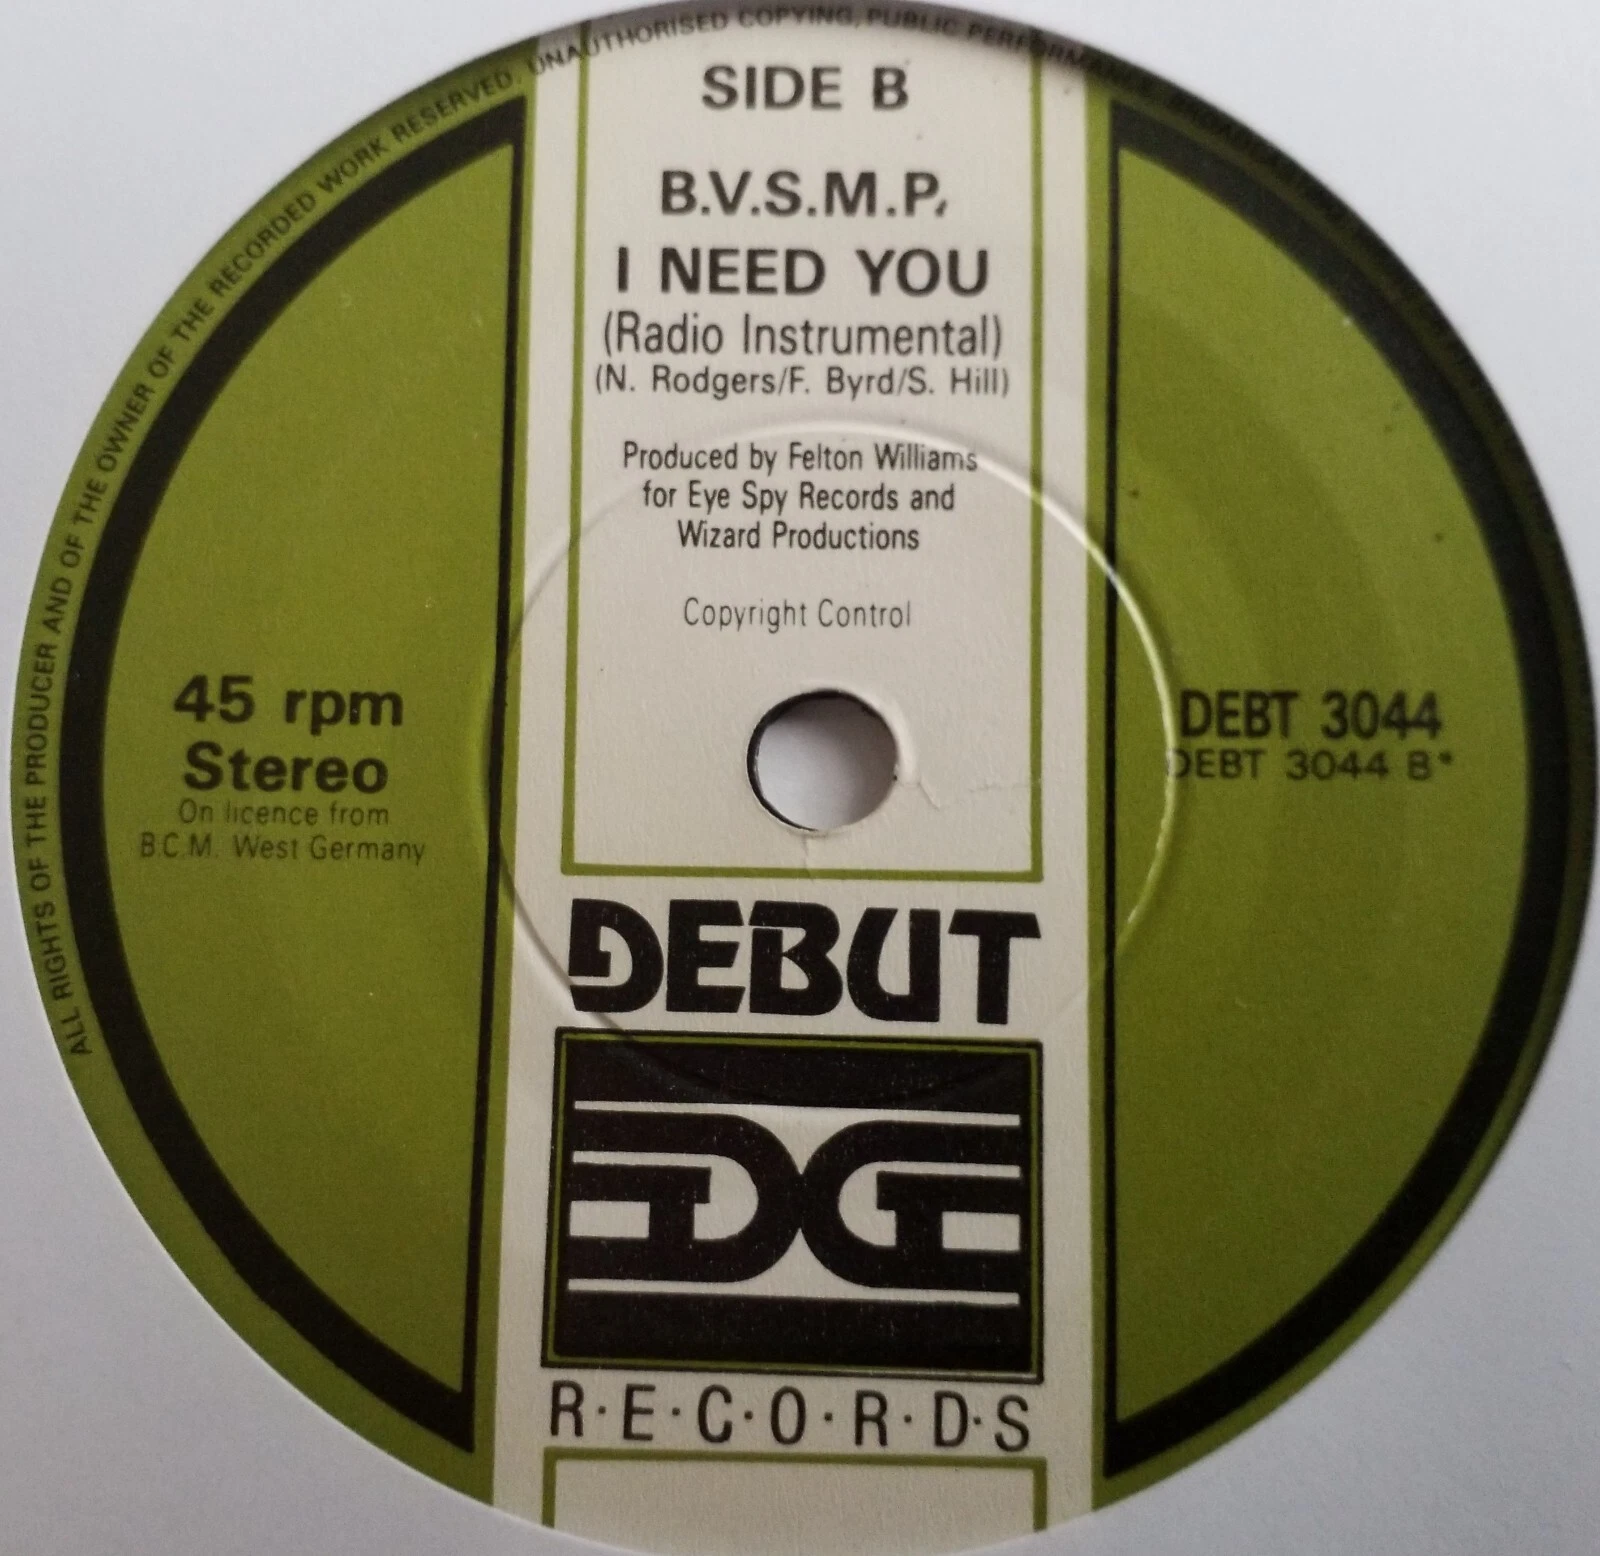 ALL RIGHTS OF THE PRODUCER AND OF THE OWNER OF THE RECORDED WORK RESERVED. UNAUTHORISED COPYING, PUBLIC PERFORMANCE,
SIDE B
B.V.S.M.P.
I NEED YOU
(Radio Instrumental)
(N. Rodgers/F. Byrd/S. Hill)
Produced by Felton Williams
for Eye Spy Records and
Wizard Productions
Copyright Control
45 rpm
Stereo
On licence from
B.C.M. West Germany
DEBT 3044
DEBT 3044 B*
DEBUT
R·E·C·O·R·D·S